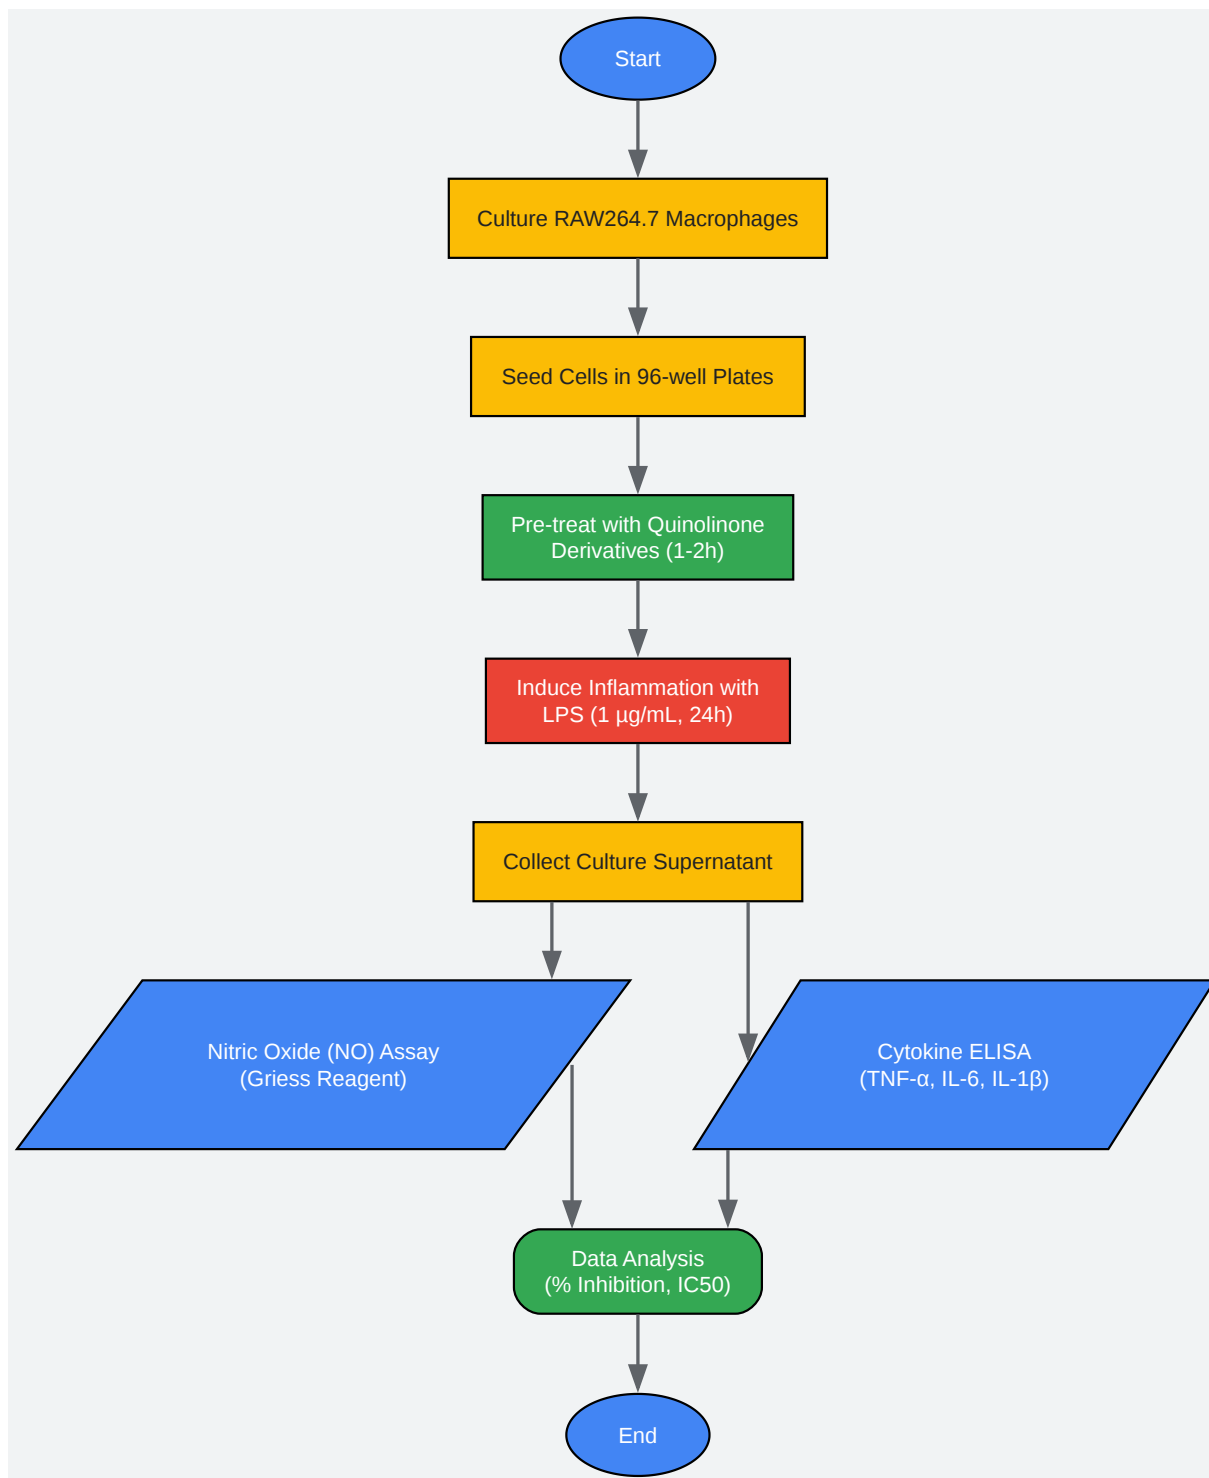 Start
Culture RAW264.7 Macrophages
Seed Cells in 96-well Plates
Pre-treat with Quinolinone
Derivatives (1-2h)
Induce Inflammation with
LPS (1 µg/mL, 24h)
Collect Culture Supernatant
Nitric Oxide (NO) Assay
(Griess Reagent)
Cytokine ELISA
(TNF-α, IL-6, IL-1β)
Data Analysis
(% Inhibition, IC50)
End